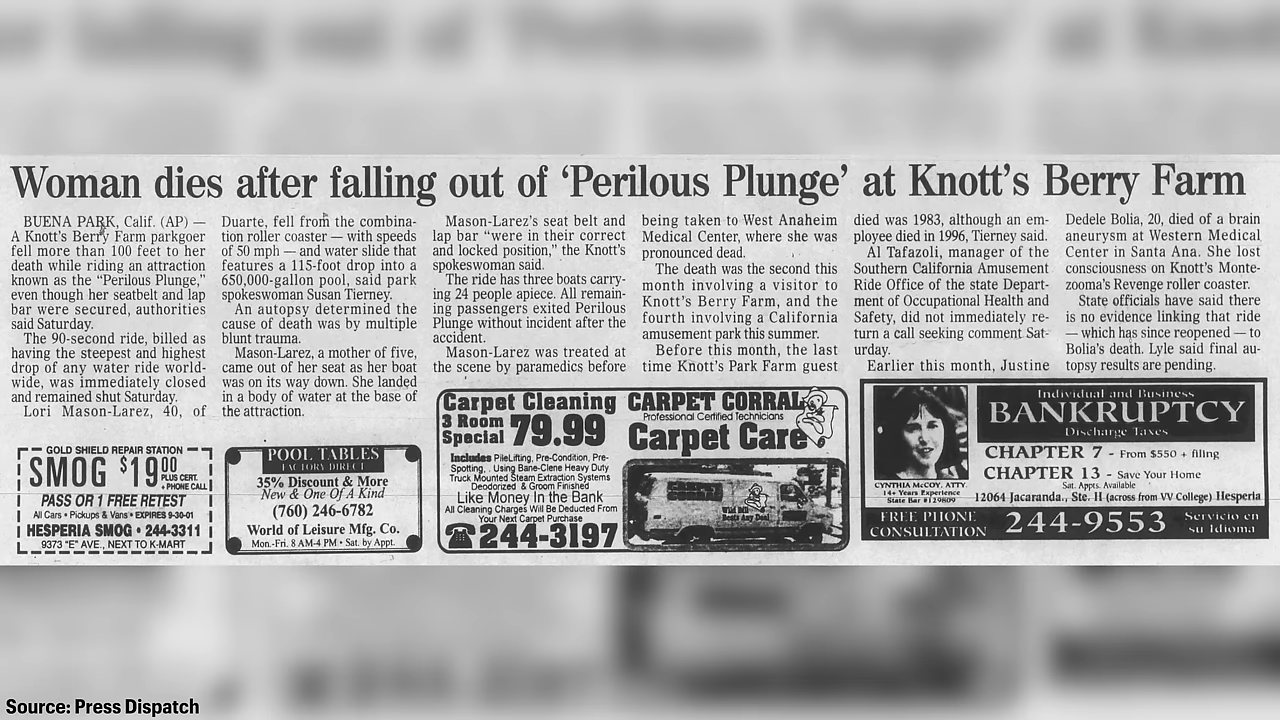 Woman dies after falling out of ‘Perilous Plunge’ at Knott’s Berry Farm
BUENA PARK, Calif. (AP) —
A Knott’s Berry Farm parkgoer
fell more than 100 feet to her
death while riding an attraction
known as the “Perilous Plunge,”
even though her seatbelt and lap
bar were secured, authorities
said Saturday.
The 90-second ride, billed as
having the steepest and highest
drop of any water ride world-
wide, was immediately closed
and remained shut Saturday.
Lori Mason-Larez, 40, of
Duarte, fell from the combina-
tion roller coaster — with speeds
of 50 mph — and water slide that
features a 115-foot drop into a
650,000-gallon pool, said park
spokeswoman Susan Tierney.
An autopsy determined the
cause of death was by multiple
blunt trauma.
Mason-Larez, a mother of five,
came out of her seat as her boat
was on its way down. She landed
in a body of water at the base of
the attraction.
Mason-Larez’s seat belt and
lap bar “were in their correct
and locked position,” the Knott’s
spokeswoman said.
The ride has three boats carry-
ing 24 people apiece. All remain-
ing passengers exited Perilous
Plunge without incident after the
accident.
Mason-Larez was treated at
the scene by paramedics before
being taken to West Anaheim
Medical Center, where she was
pronounced dead.
The death was the second this
month involving a visitor to
Knott’s Berry Farm, and the
fourth involving a California
amusement park this summer.
Before this month, the last
time Knott’s Park Farm guest
died was 1983, although an em-
ployee died in 1996, Tierney said.
Al Tafazoli, manager of the
Southern California Amusement
Ride Office of the state Depart-
ment of Occupational Health and
Safety, did not immediately re-
turn a call seeking comment Sat-
urday.
Earlier this month, Justine
Dedele Bolia, 20, died of a brain
aneurysm at Western Medical
Center in Santa Ana. She lost
consciousness on Knott’s Monte-
zooma’s Revenge roller coaster.
State officials have said there
is no evidence linking that ride
— which has since reopened — to
Bolia’s death. Lyle said final au-
topsy results are pending.
GOLD SHIELD REPAIR STATION
SMOG $19.00
PLUS CERT.
+ PHONE CALL
PASS OR 1 FREE RETEST
All Cars • Pickups & Vans • EXPIRES 9-30-01
HESPERIA SMOG • 244-3311
9373 "E" AVE., NEXT TO K-MART
POOL TABLES
FACTORY DIRECT
35% Discount & More
New & One Of A Kind
(760) 246-6782
World of Leisure Mfg. Co.
Mon.-Fri. 8 AM-4 PM • Sat. by Appt.
Carpet Cleaning
3 Room
Special 79.99
Includes PileLifting, Pre-Condition, Pre-
Spotting, . Using Bane-Clene Heavy Duty
Truck Mounted Steam Extraction Systems
Deodorized & Groom Finished
Like Money In the Bank
All Cleaning Charges Will Be Deducted From
Your Next Carpet Purchase
244-3197
CARPET CORRAL
Professional Certified Technicians
Carpet Care
Wild Bill
Beats Any Deal
CYNTHIA McCOY, ATTY.
14+ Years Experience
State Bar #129809
Individual and Business
BANKRUPTCY
Discharge Taxes
CHAPTER 7 - From $550 + filing
CHAPTER 13 - Save Your Home
Sat. Appts. Available
12064 Jacaranda., Ste. H (across from VV College) Hesperia
FREE PHONE
CONSULTATION
244-9553
Servicio en
su Idioma
Source: Press Dispatch